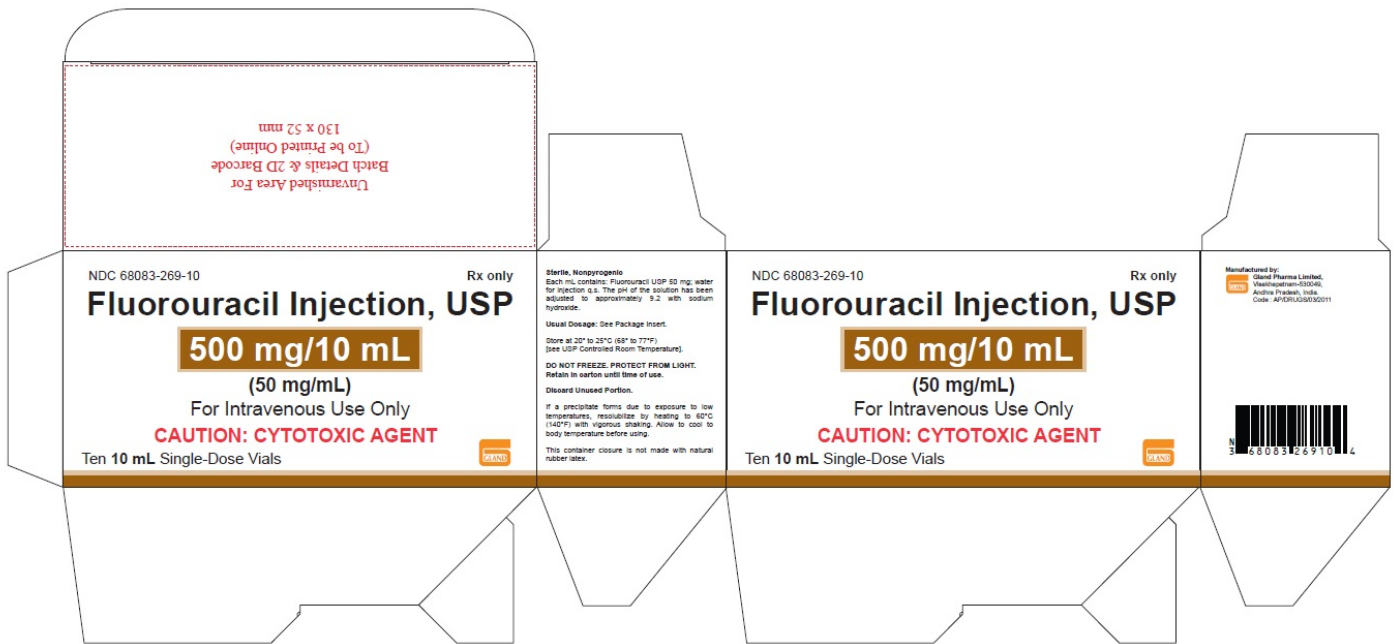 Unvarnished Area For
Batch Details & 2D Barcode
(To be Printed Online)
130 x 52 mm
NDC 68083-269-10
Rx only
Fluorouracil Injection, USP
500 mg/10 mL
(50 mg/mL)
For Intravenous Use Only
CAUTION: CYTOTOXIC AGENT
Ten 10 mL Single-Dose Vials
GLAND
Sterile, Nonpyrogenic
Each mL contains: Fluorouracil USP 50 mg; water
for injection q.s. The pH of the solution has been
adjusted to approximately 9.2 with sodium
hydroxide.
Usual Dosage: See Package Insert.
Store at 20° to 25°C (68° to 77°F)
[see USP Controlled Room Temperature].
DO NOT FREEZE. PROTECT FROM LIGHT.
Retain in carton until time of use.
Discard Unused Portion.
If a precipitate forms due to exposure to low
temperatures, resolubilize by heating to 60°C
(140°F) with vigorous shaking. Allow to cool to
body temperature before using.
This container closure is not made with natural
rubber latex.
NDC 68083-269-10
Rx only
Fluorouracil Injection, USP
500 mg/10 mL
(50 mg/mL)
For Intravenous Use Only
CAUTION: CYTOTOXIC AGENT
Ten 10 mL Single-Dose Vials
GLAND
Manufactured by:
GLAND
Gland Pharma Limited,
Visakhapatnam-530049,
Andhra Pradesh, India.
Code : AP/DRUGS/03/2011
N
3 68083 26910 4